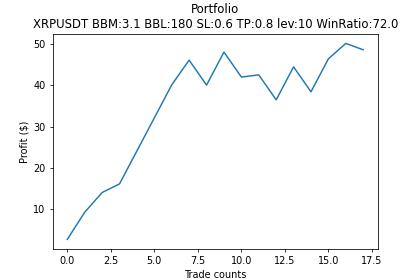 Portfolio
XRPUSDT BBM:3.1 BBL:180 SL:0.6 TP:0.8 lev:10 WinRatio:72.0
50
40
30
20
10
Profit ($)
0.0 2.5 5.0 7.5 10.0 12.5 15.0 17.5
Trade counts